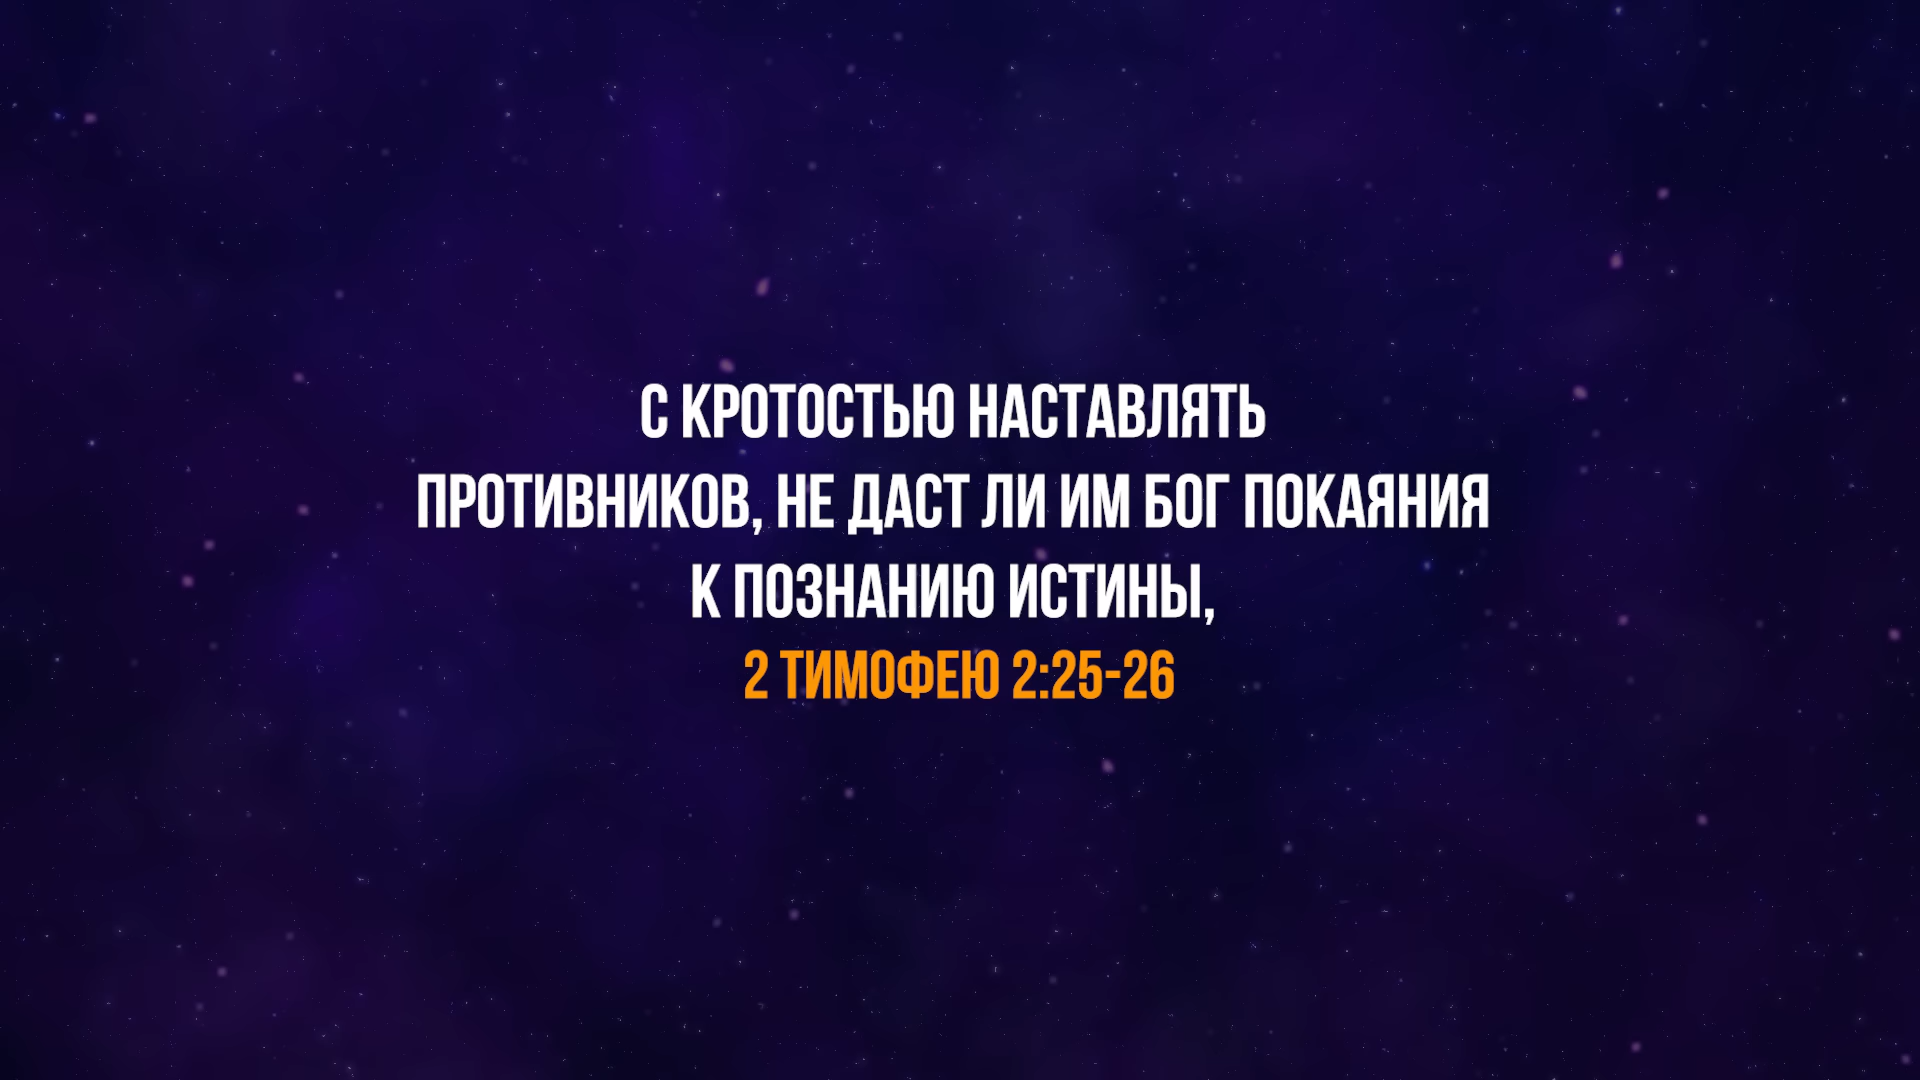 С КРОТОСТЬЮ НАСТАВЛЯТЬ
ПРОТИВНИКОВ, НЕ ДАСТ ЛИ ИМ БОГ ПОКАЯНИЯ
К ПОЗНАНИЮ ИСТИНЫ,
2 ТИМОФЕЮ 2:25-26